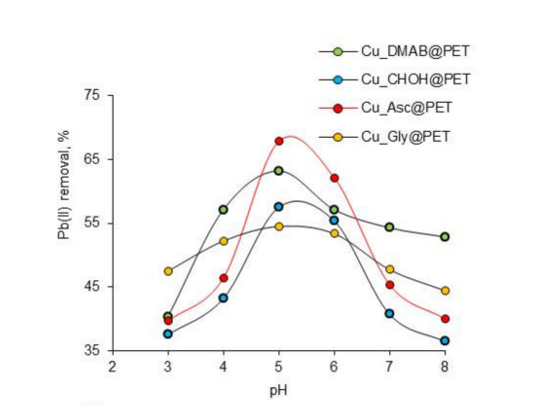 Cu_DMAB@PET
Cu_CHOH@PET
Cu_Asc@PET
Cu_Gly@PET
Pb(II) removal, %
75
65
55
45
35
2 3 4 5 6 7 8
pH